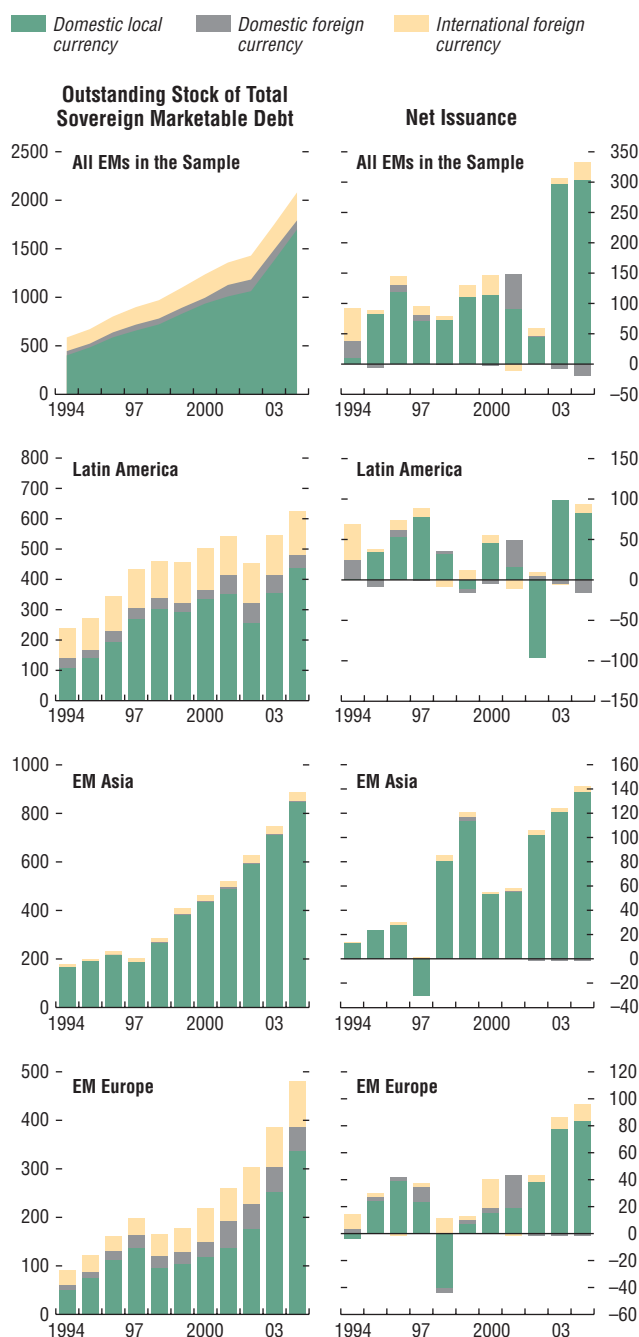 Domestic local
currency
Domestic foreign
currency
International foreign
currency
Outstanding Stock of Total
Sovereign Marketable Debt
Net Issuance
All EMs in the Sample
2500
2000
1500
1000
500
0
1994 97 2000 03
All EMs in the Sample
350
300
250
200
150
100
50
0
–50
1994 97 2000 03
Latin America
800
700
600
500
400
300
200
100
0
1994 97 2000 03
Latin America
150
100
50
0
–50
–100
–150
1994 97 2000 03
EM Asia
1000
800
600
400
200
0
1994 97 2000 03
EM Asia
160
140
120
100
80
60
40
20
0
–20
–40
1994 97 2000 03
EM Europe
500
400
300
200
100
0
1994 97 2000 03
EM Europe
120
100
80
60
40
20
0
–20
–40
–60
1994 97 2000 03